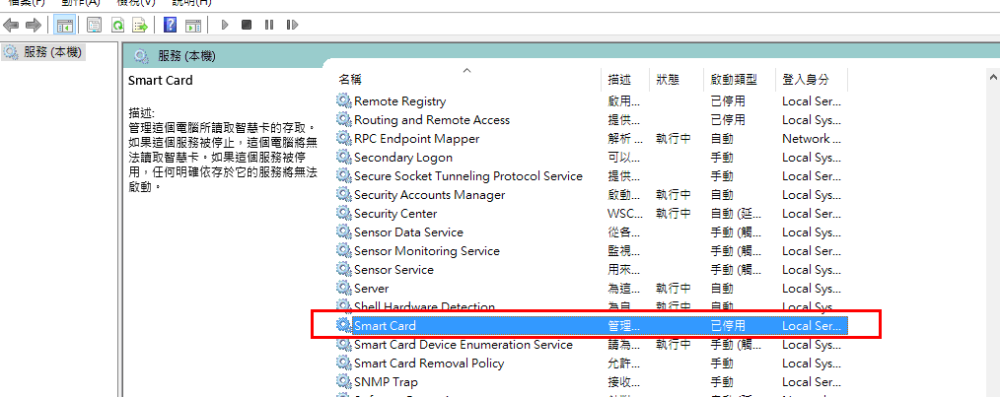 檔案(F) 動作(A) 檢視(V) 說明(H)
服務 (本機)
服務 (本機)
Smart Card
描述:
管理這個電腦所讀取智慧卡的存取。
如果這個服務被停止，這個電腦將無
法讀取智慧卡。如果這個服務被停
用，任何明確依存於它的服務將無法
啟動。
名稱 描述 狀態 啟動類型 登入身分
Remote Registry 啟用... 已停用 Local Ser...
Routing and Remote Access 提供... 已停用 Local Sys...
RPC Endpoint Mapper 解析 ... 執行中 自動 Network ...
Secondary Logon 可以... 手動 Local Sys...
Secure Socket Tunneling Protocol Service 提供... 手動 Local Ser...
Security Accounts Manager 啟動... 執行中 自動 Local Sys...
Security Center WSC... 執行中 自動 (延... Local Ser...
Sensor Data Service 從各... 手動 (觸... Local Sys...
Sensor Monitoring Service 監視... 手動 (觸... Local Ser...
Sensor Service 用來... 手動 (觸... Local Sys...
Server 為這... 執行中 自動 Local Sys...
Shell Hardware Detection 為自... 執行中 自動 Local Sys...
Smart Card 管理... 已停用 Local Ser...
Smart Card Device Enumeration Service 請為... 執行中 手動 (觸... Local Sys...
Smart Card Removal Policy 允許... 手動 Local Sys...
SNMP Trap 接收... 手動 Local Ser...